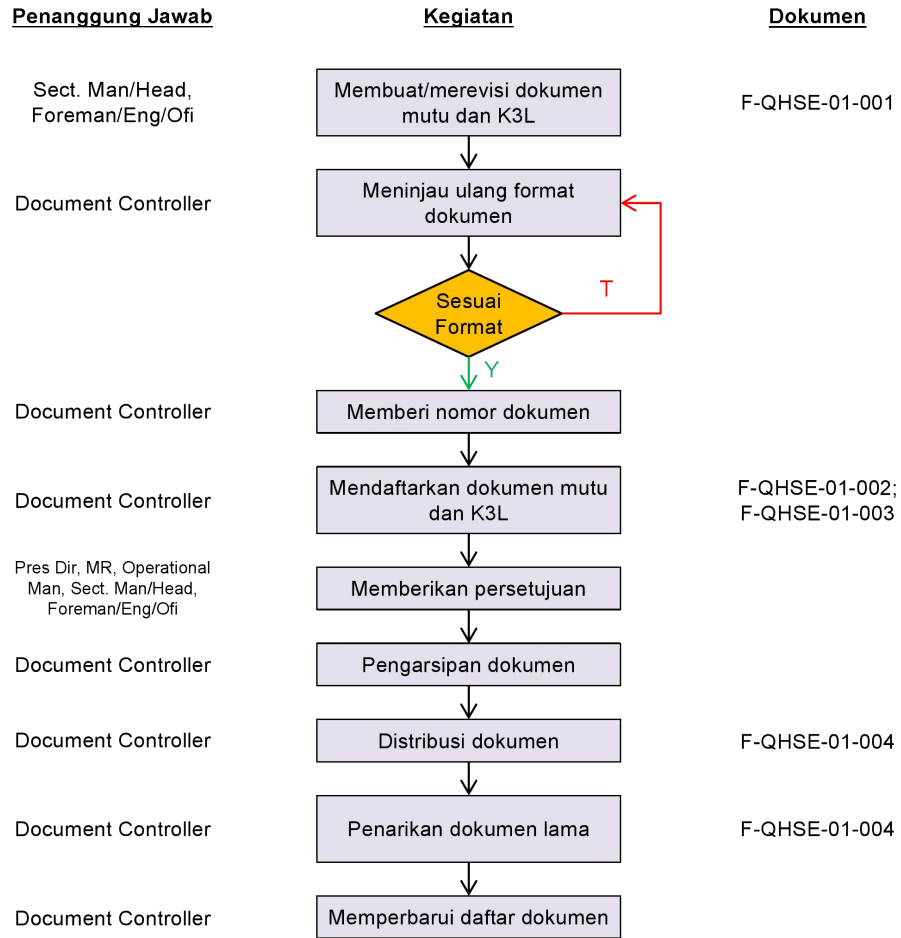 Penanggung Jawab
Kegiatan
Dokumen
Sect. Man/Head,
Foreman/Eng/Ofi
Membuat/merevisi dokumen
mutu dan K3L
F-QHSE-01-001
Document Controller
Meninjau ulang format
dokumen
Sesuai
Format
T
Y
Document Controller
Memberi nomor dokumen
Document Controller
Mendaftarkan dokumen mutu
dan K3L
F-QHSE-01-002;
F-QHSE-01-003
Pres Dir, MR, Operational
Man, Sect. Man/Head,
Foreman/Eng/Ofi
Memberikan persetujuan
Document Controller
Pengarsipan dokumen
Document Controller
Distribusi dokumen
F-QHSE-01-004
Document Controller
Penarikan dokumen lama
F-QHSE-01-004
Document Controller
Memperbarui daftar dokumen